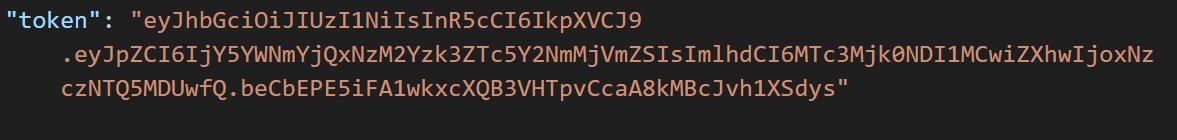 "token": "eyJhbGciOiJIUzI1NiIsInR5cCI6IkpXVCJ9
.eyJpZCI6IjY5YWNmYjQxNzM2Yzk3ZTc5Y2NmMjVmZSIsImlhdCI6MTc3Mjk0NDI1MCwiZXhwIjoxNz
czNTQ5MDUwfQ.beCbEPE5iFA1wkxcXQB3VHTpvCcaA8kMBcJvh1XSdys"